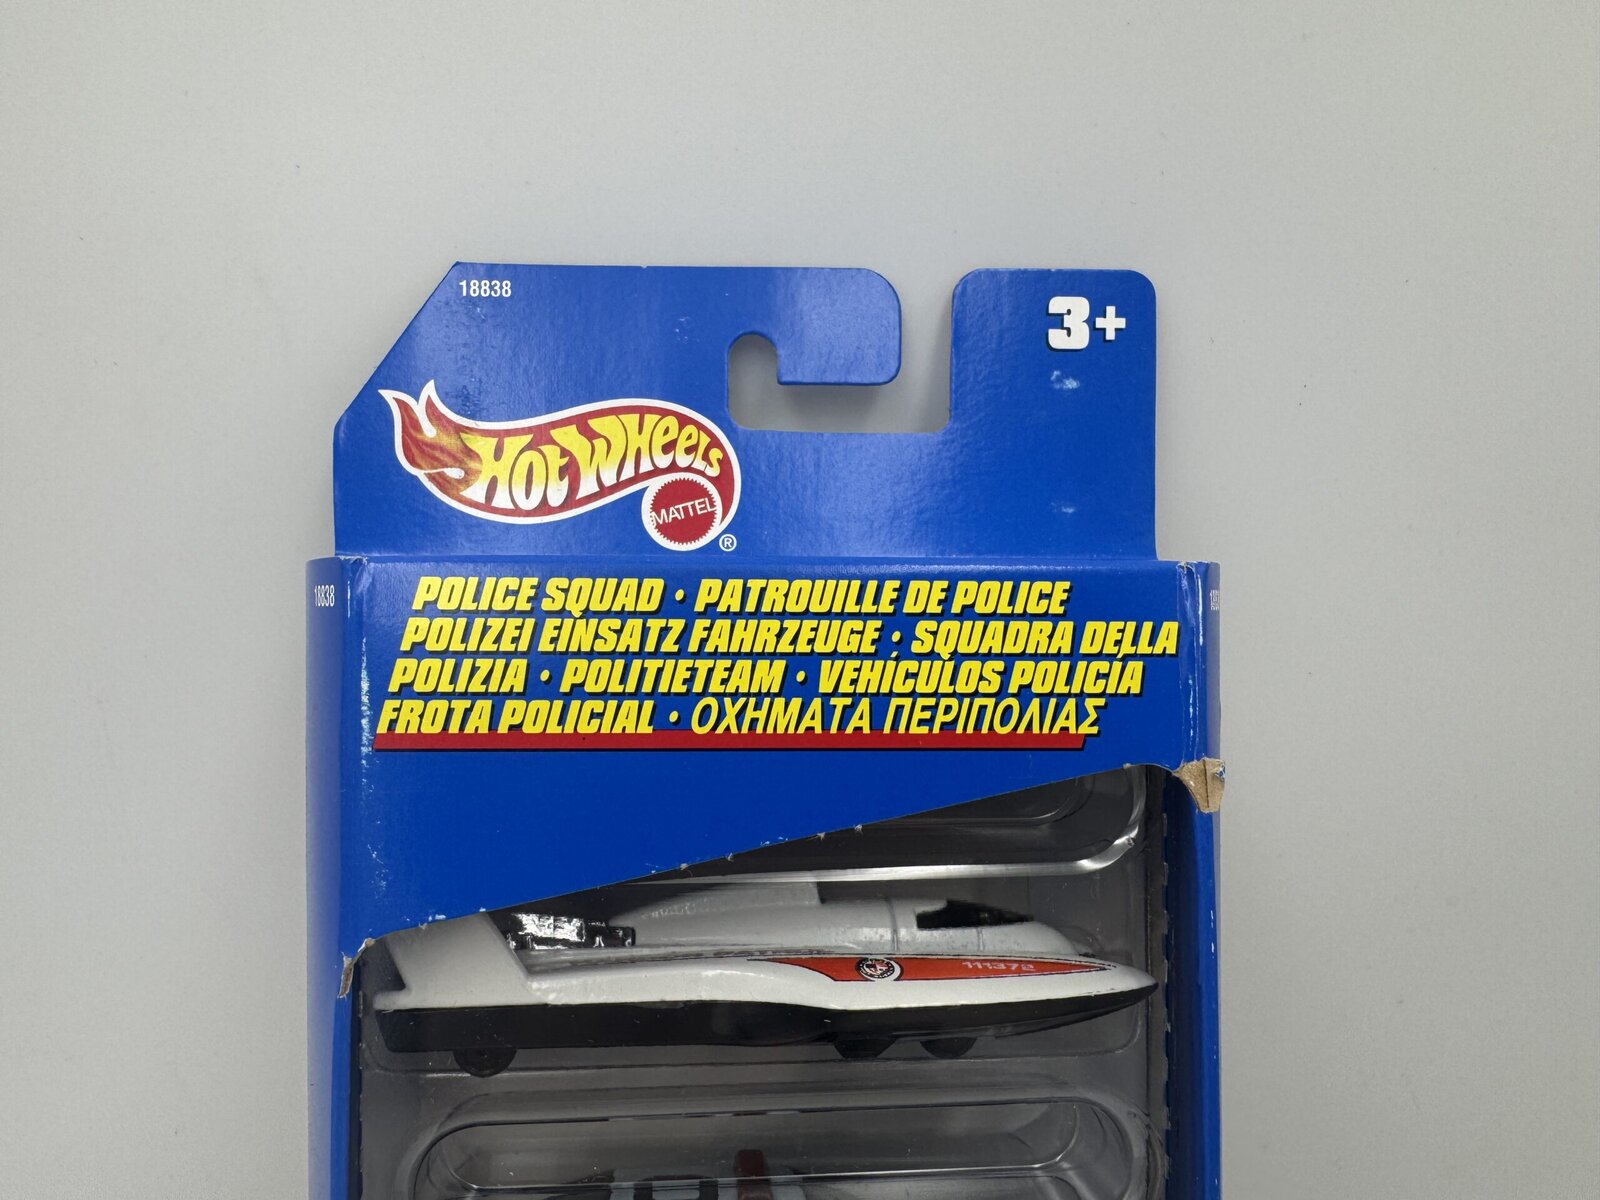 18838
3+
HOT WHEELS
MATTEL
®
18838
POLICE SQUAD • PATROUILLE DE POLICE
POLIZEI EINSATZ FAHRZEUGE • SQUADRA DELLA
POLIZIA • POLITIETEAM • VEHÍCULOS POLICÍA
FROTA POLICIAL • ΟΧΗΜΑΤΑ ΠΕΡΙΠΟΛΙΑΣ